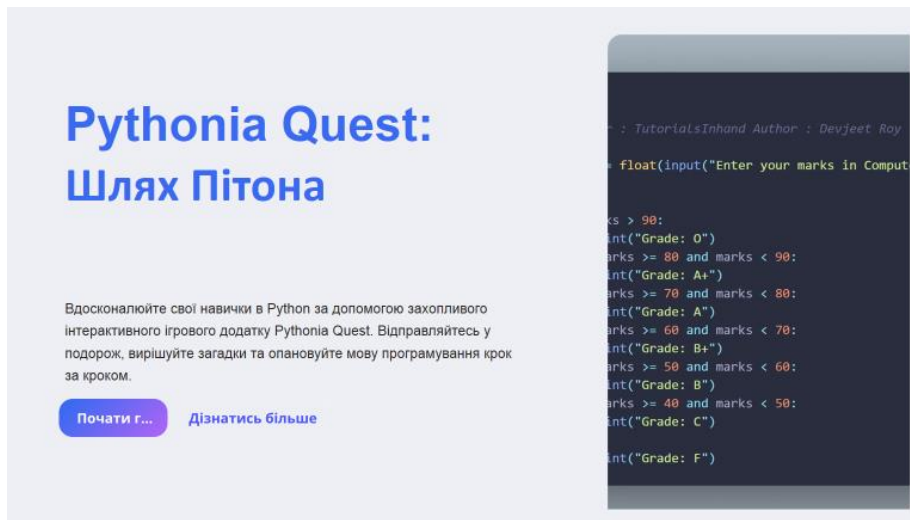 Pythonia Quest:
Шлях Пітона
Вдосконалюйте свої навички в Python за допомогою захопливого
інтерактивного ігрового додатку Pythonia Quest. Відправляйтесь у
подорож, вирішуйте загадки та опановуйте мову програмування крок
за кроком.
Почати г...
Дізнатись більше
r : TutorialsInhand Author : Devjeet Roy
= float(input("Enter your marks in Comput
ks > 90:
int("Grade: O")
arks >= 80 and marks < 90:
int("Grade: A+")
arks >= 70 and marks < 80:
int("Grade: A")
arks >= 60 and marks < 70:
int("Grade: B+")
arks >= 50 and marks < 60:
int("Grade: B")
arks >= 40 and marks < 50:
int("Grade: C")
int("Grade: F")